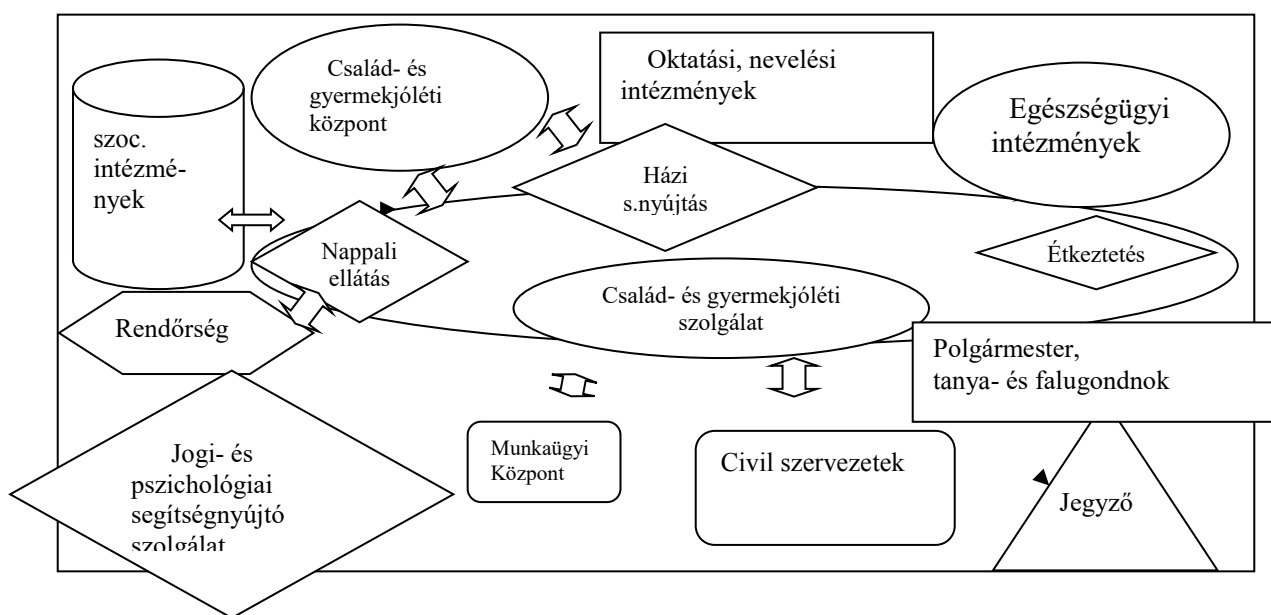 Család- és
gyermekjóléti
központ
Oktatási, nevelési
intézmények
Egészségügyi
intézmények
szoc.
intézmé-
nyek
Házi
s.nyújtás
Nappali
ellátás
Étkeztetés
Család- és gyermekjóléti
szolgálat
Rendőrség
Polgármester,
tanya- és falugondnok
Jogi- és
pszichológiai
segítségnyújtó
szolgálat
Munkaügyi
Központ
Civil szervezetek
Jegyző